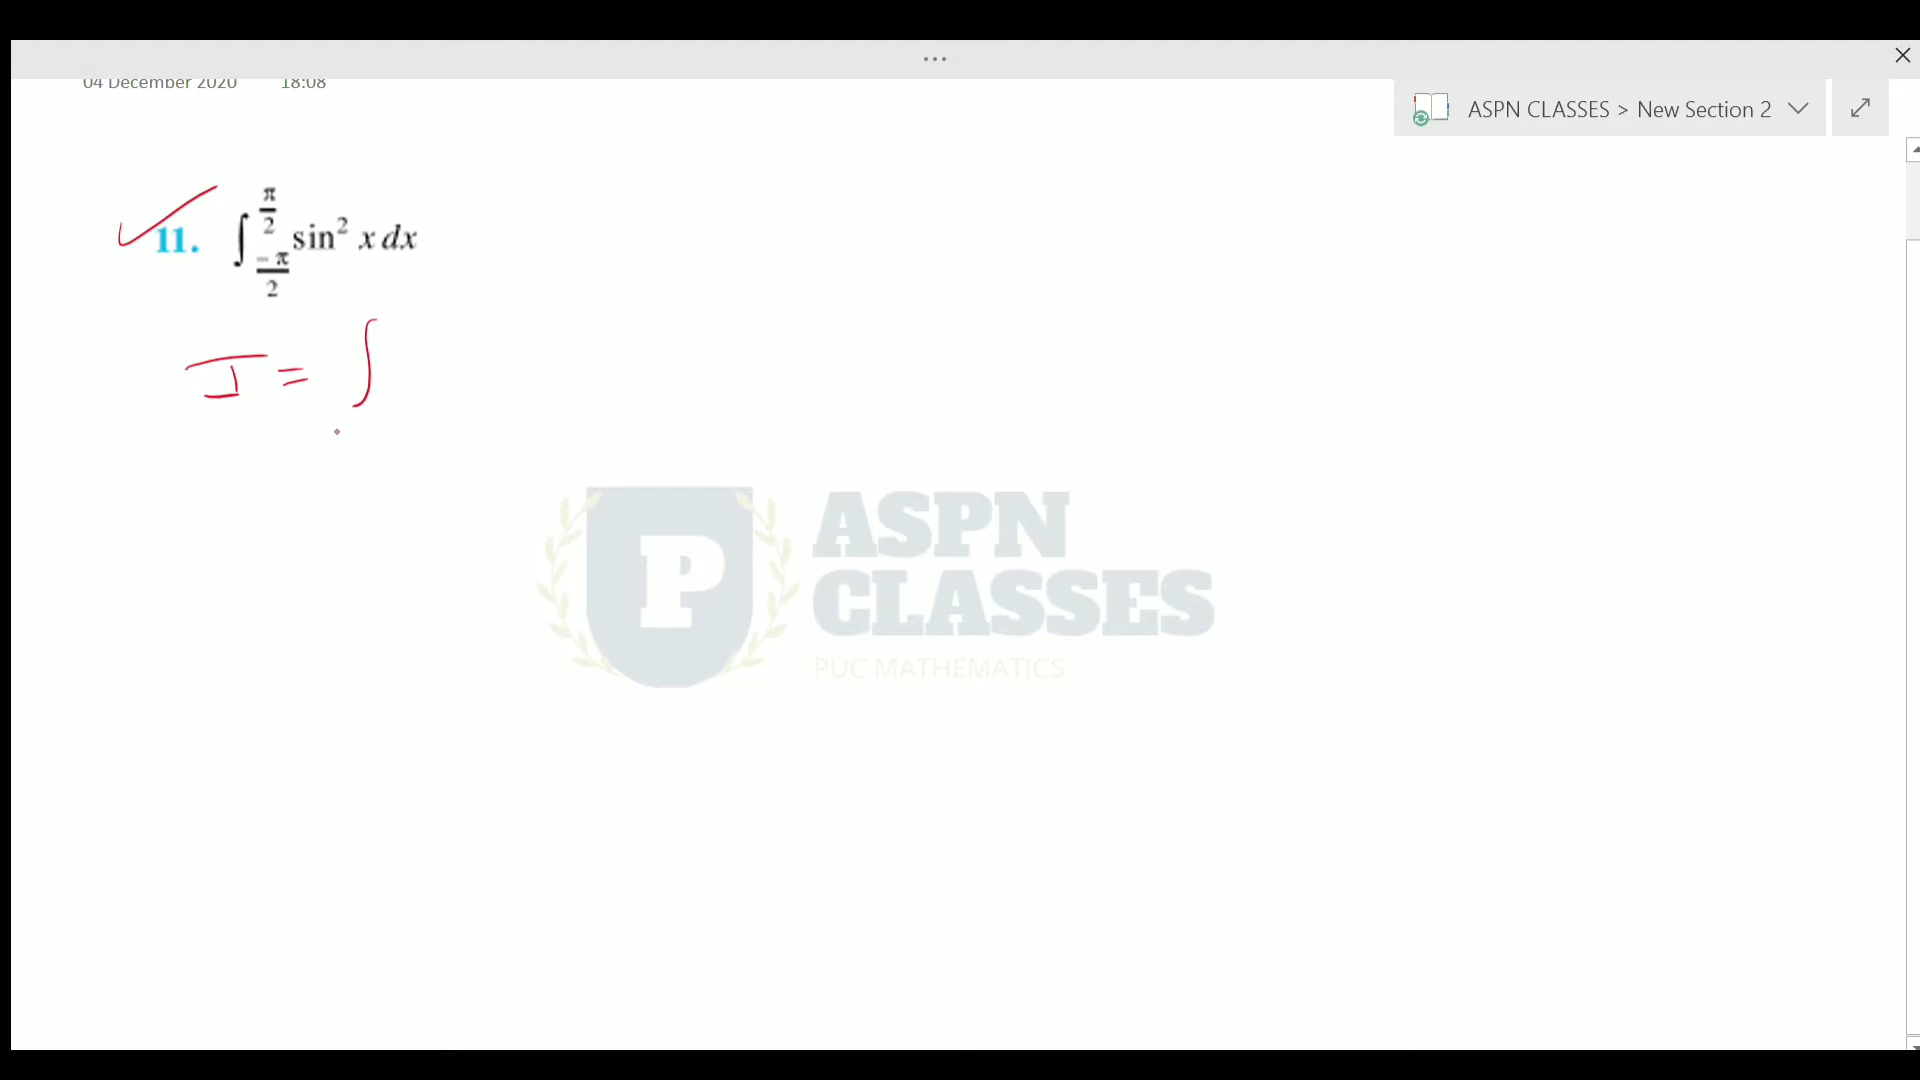 04 December 2020 18:08
ASPN CLASSES > New Section 2
11. ∫_{-π/2}^{π/2} sin² x dx
I = ∫
P
ASPN
CLASSES
PUC MATHEMATICS